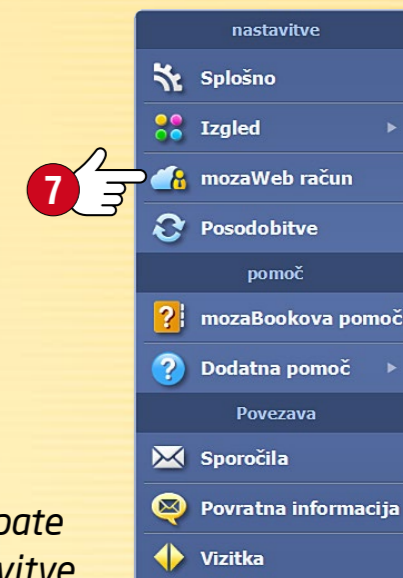 nastavitve
Splošno
Izgled
7
mozaWeb račun
Posodobitve
pomoč
mozaBookova pomoč
Dodatna pomoč
Povezava
Sporočila
Povratna informacija
Vizitka